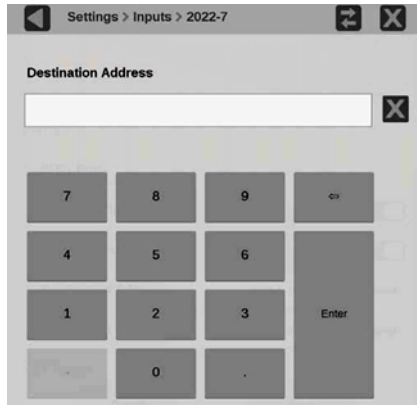 Settings > Inputs > 2022-7
Destination Address
7 8 9 ⇦
4 5 6
1 2 3 Enter
- 0 .